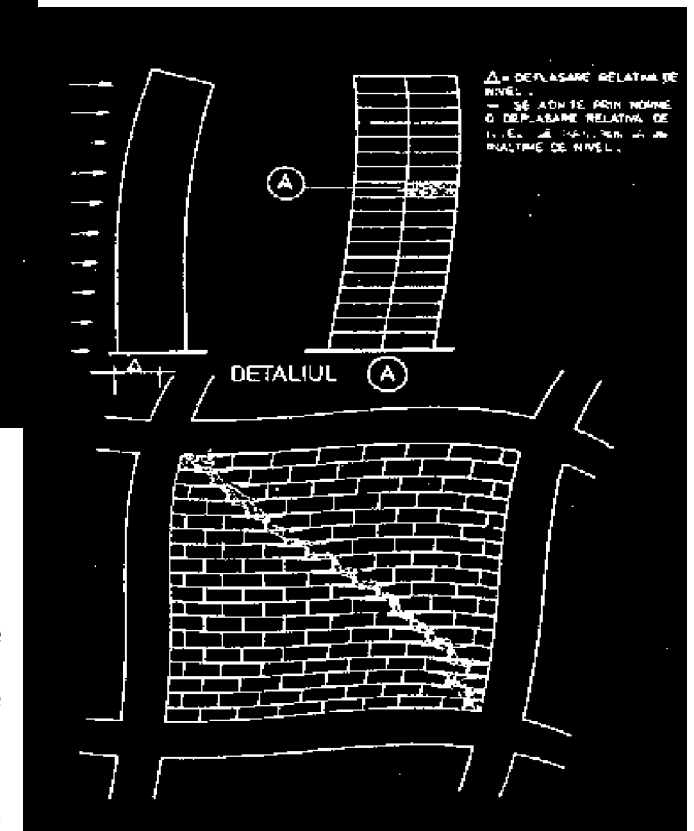 △= DEPLASARE RELATIVA DE
NIVEL.
— SE ADMITE PRIN NORME
O DEPLASARE RELATIVA DE
INALTIME DE NIVEL.
A
△
DETALIUL A